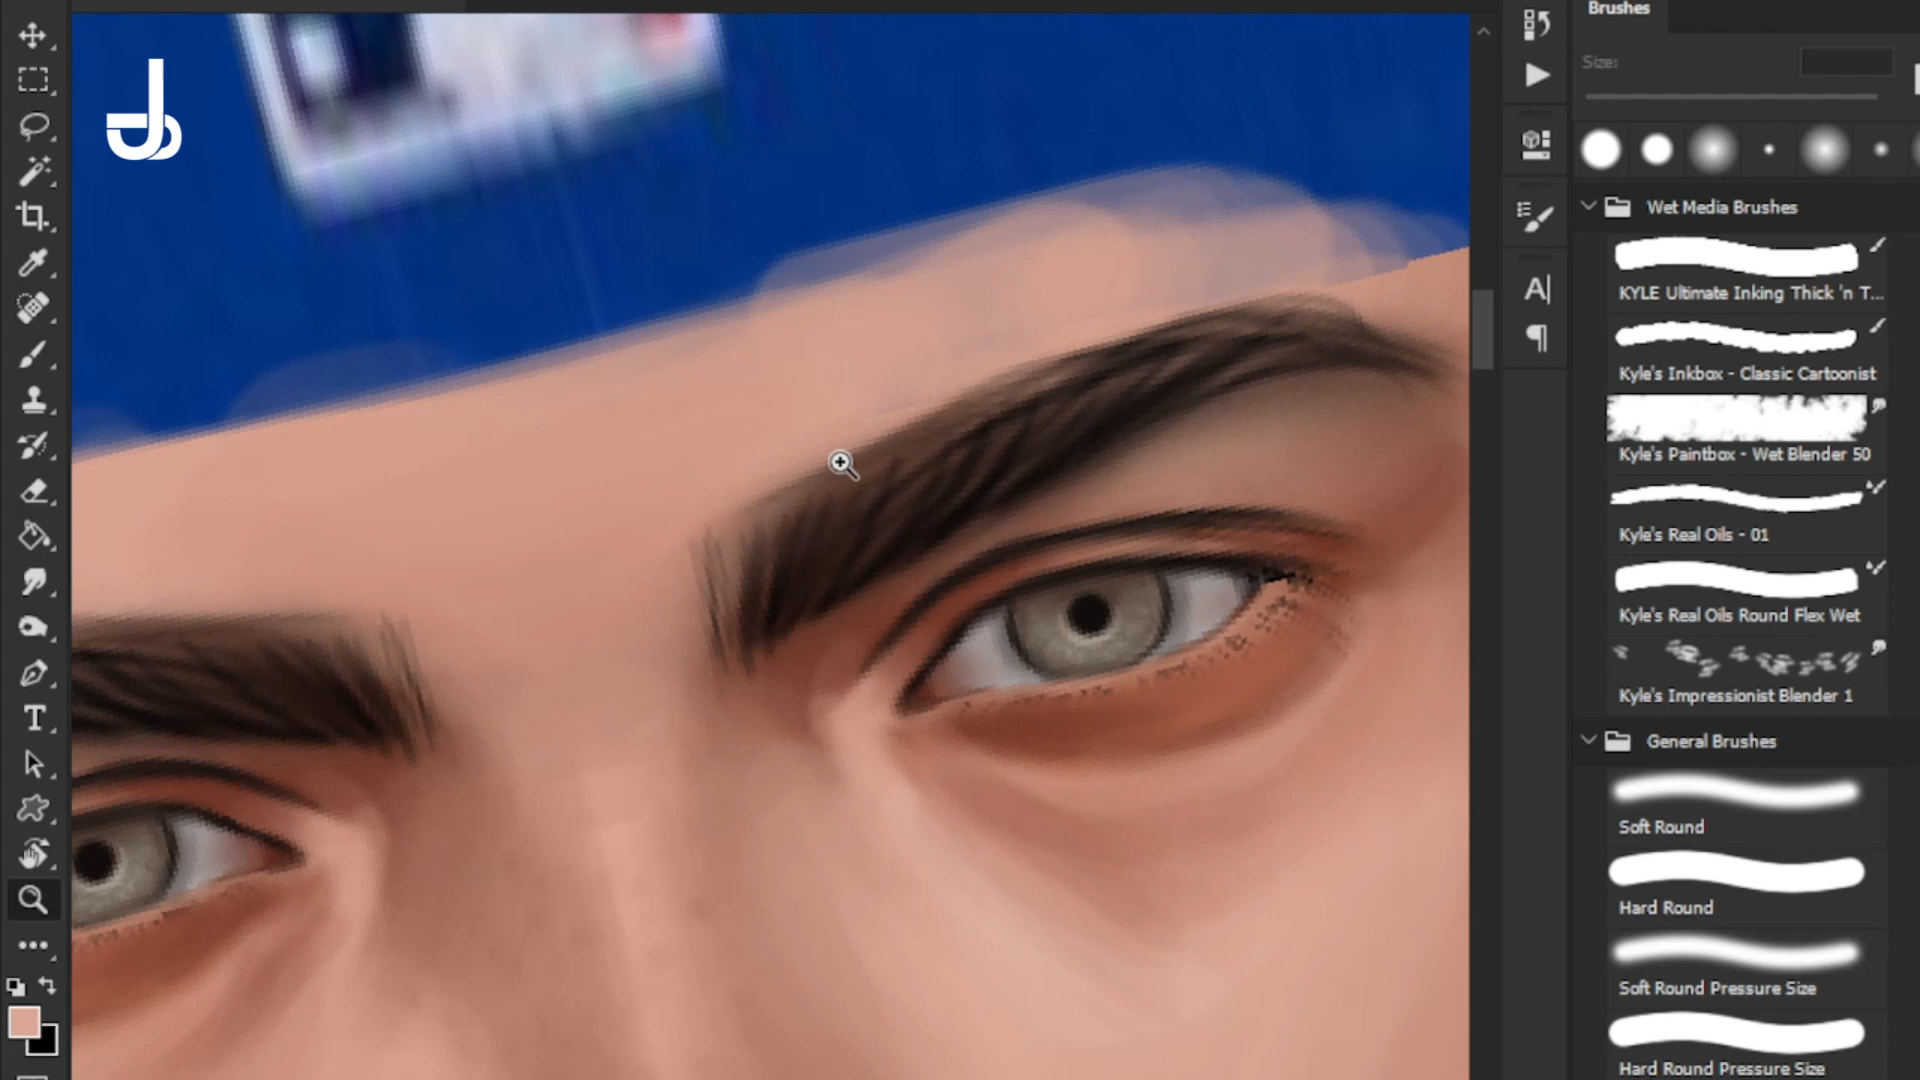 Brushes
Size:
Wet Media Brushes
KYLE Ultimate Inking Thick 'n T...
Kyle's Inkbox - Classic Cartoonist
Kyle's Paintbox - Wet Blender 50
Kyle's Real Oils - 01
Kyle's Real Oils Round Flex Wet
Kyle's Impressionist Blender 1
General Brushes
Soft Round
Hard Round
Soft Round Pressure Size
Hard Round Pressure Size